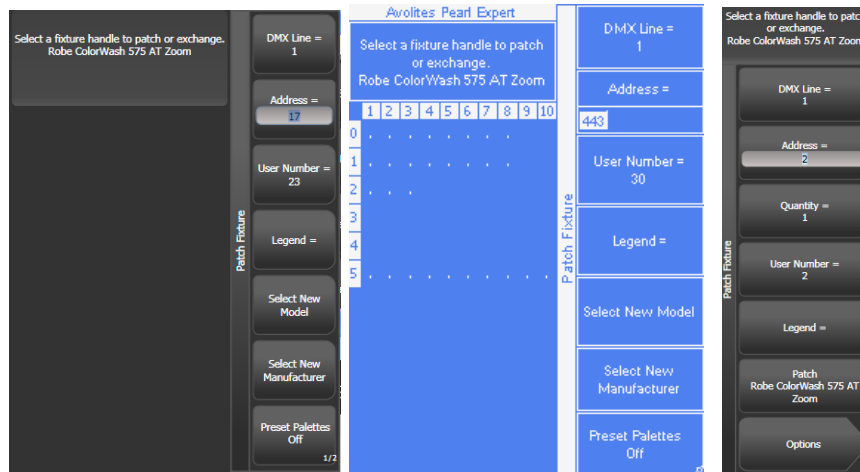 Select a fixture handle to patch or exchange.
Robe ColorWash 575 AT Zoom
DMX Line =
1
Address =
17
User Number =
23
Legend =
Select New
Model
Select New
Manufacturer
Preset Palettes
Off
1/2
Patch Fixture
Avolites Pearl Expert
Select a fixture handle to patch
or exchange.
Robe ColorWash 575 AT Zoom
1 2 3 4 5 6 7 8 9 10
0
1
2
3
4
5
Patch Fixture
DMX Line =
1
Address =
443
User Number =
30
Legend =
Select New Model
Select New
Manufacturer
Preset Palettes
Off
Select a fixture handle to patc
or exchange.
Robe ColorWash 575 AT Zoom
Patch Fixture
DMX Line =
1
Address =
2
Quantity =
1
User Number =
2
Legend =
Patch
Robe ColorWash 575 AT
Zoom
Options